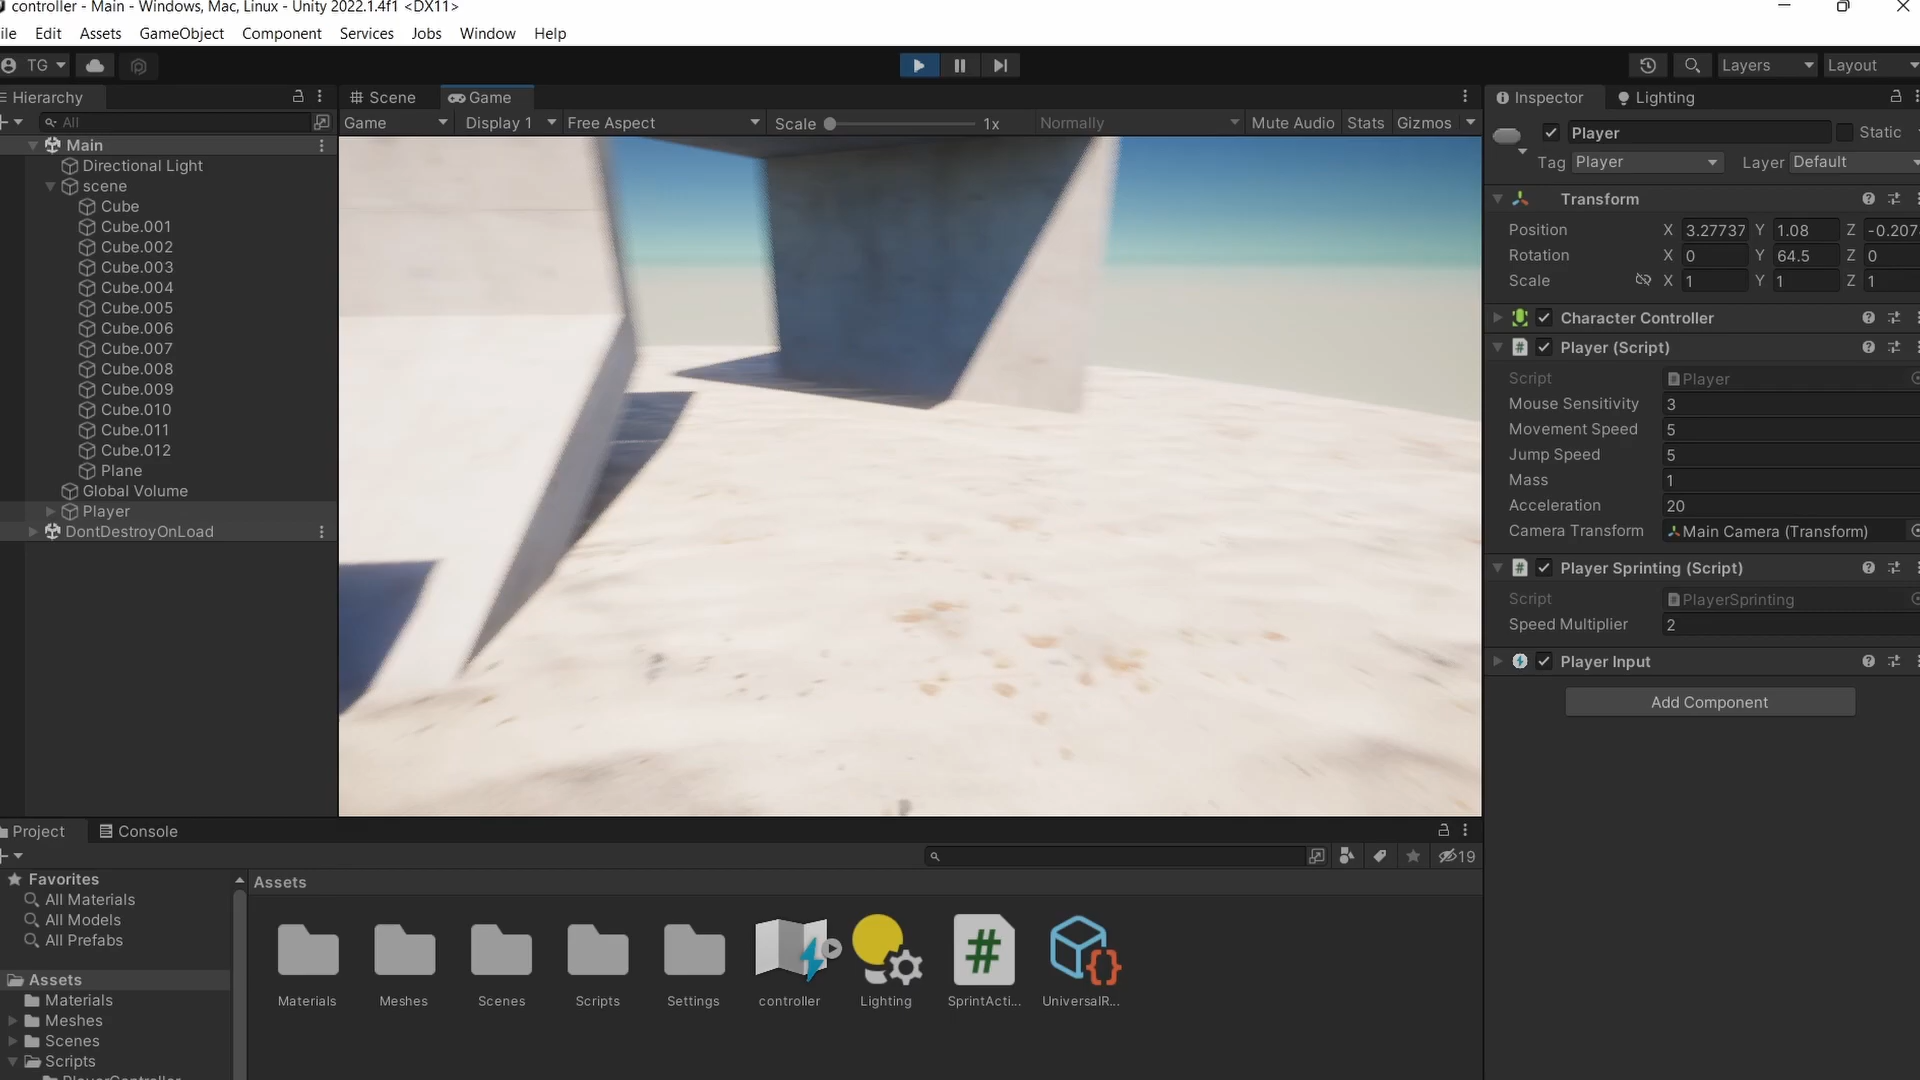 controller - Main - Windows, Mac, Linux - Unity 2022.1.4f1 <DX11>
ile Edit Assets GameObject Component Services Jobs Window Help
TG Layers Layout
Hierarchy
All
Main
Directional Light
scene
Cube
Cube.001
Cube.002
Cube.003
Cube.004
Cube.005
Cube.006
Cube.007
Cube.008
Cube.009
Cube.010
Cube.011
Cube.012
Plane
Global Volume
Player
DontDestroyOnLoad
Scene Game
Game Display 1 Free Aspect Scale 1x Normally Mute Audio Stats Gizmos
Inspector Lighting
Player Static
Tag Player Layer Default
Transform
Position X 3.27737 Y 1.08 Z -0.207
Rotation X 0 Y 64.5 Z 0
Scale X 1 Y 1 Z 1
Character Controller
# Player (Script)
Script Player
Mouse Sensitivity 3
Movement Speed 5
Jump Speed 5
Mass 1
Acceleration 20
Camera Transform Main Camera (Transform)
# Player Sprinting (Script)
Script PlayerSprinting
Speed Multiplier 2
Player Input
Add Component
Project Console
19
Favorites
All Materials
All Models
All Prefabs
Assets
Materials
Meshes
Scenes
Scripts
Assets
Materials Meshes Scenes Scripts Settings controller Lighting SprintActi... UniversalR...